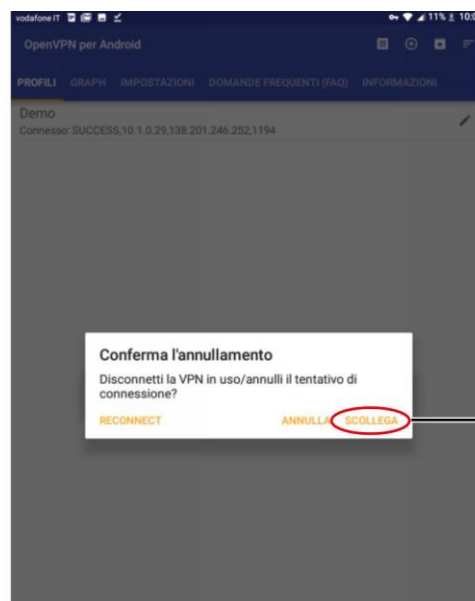 vodafone IT 11% 10:0
OpenVPN per Android
PROFILI GRAPH IMPOSTAZIONI DOMANDE FREQUENTI (FAQ) INFORMAZIONI
Demo
Connesso: SUCCESS,10.1.0.29,138.201.246.252,1194
Conferma l'annullamento
Disconnetti la VPN in uso/annulli il tentativo di
connessione?
RECONNECT ANNULLA SCOLLEGA